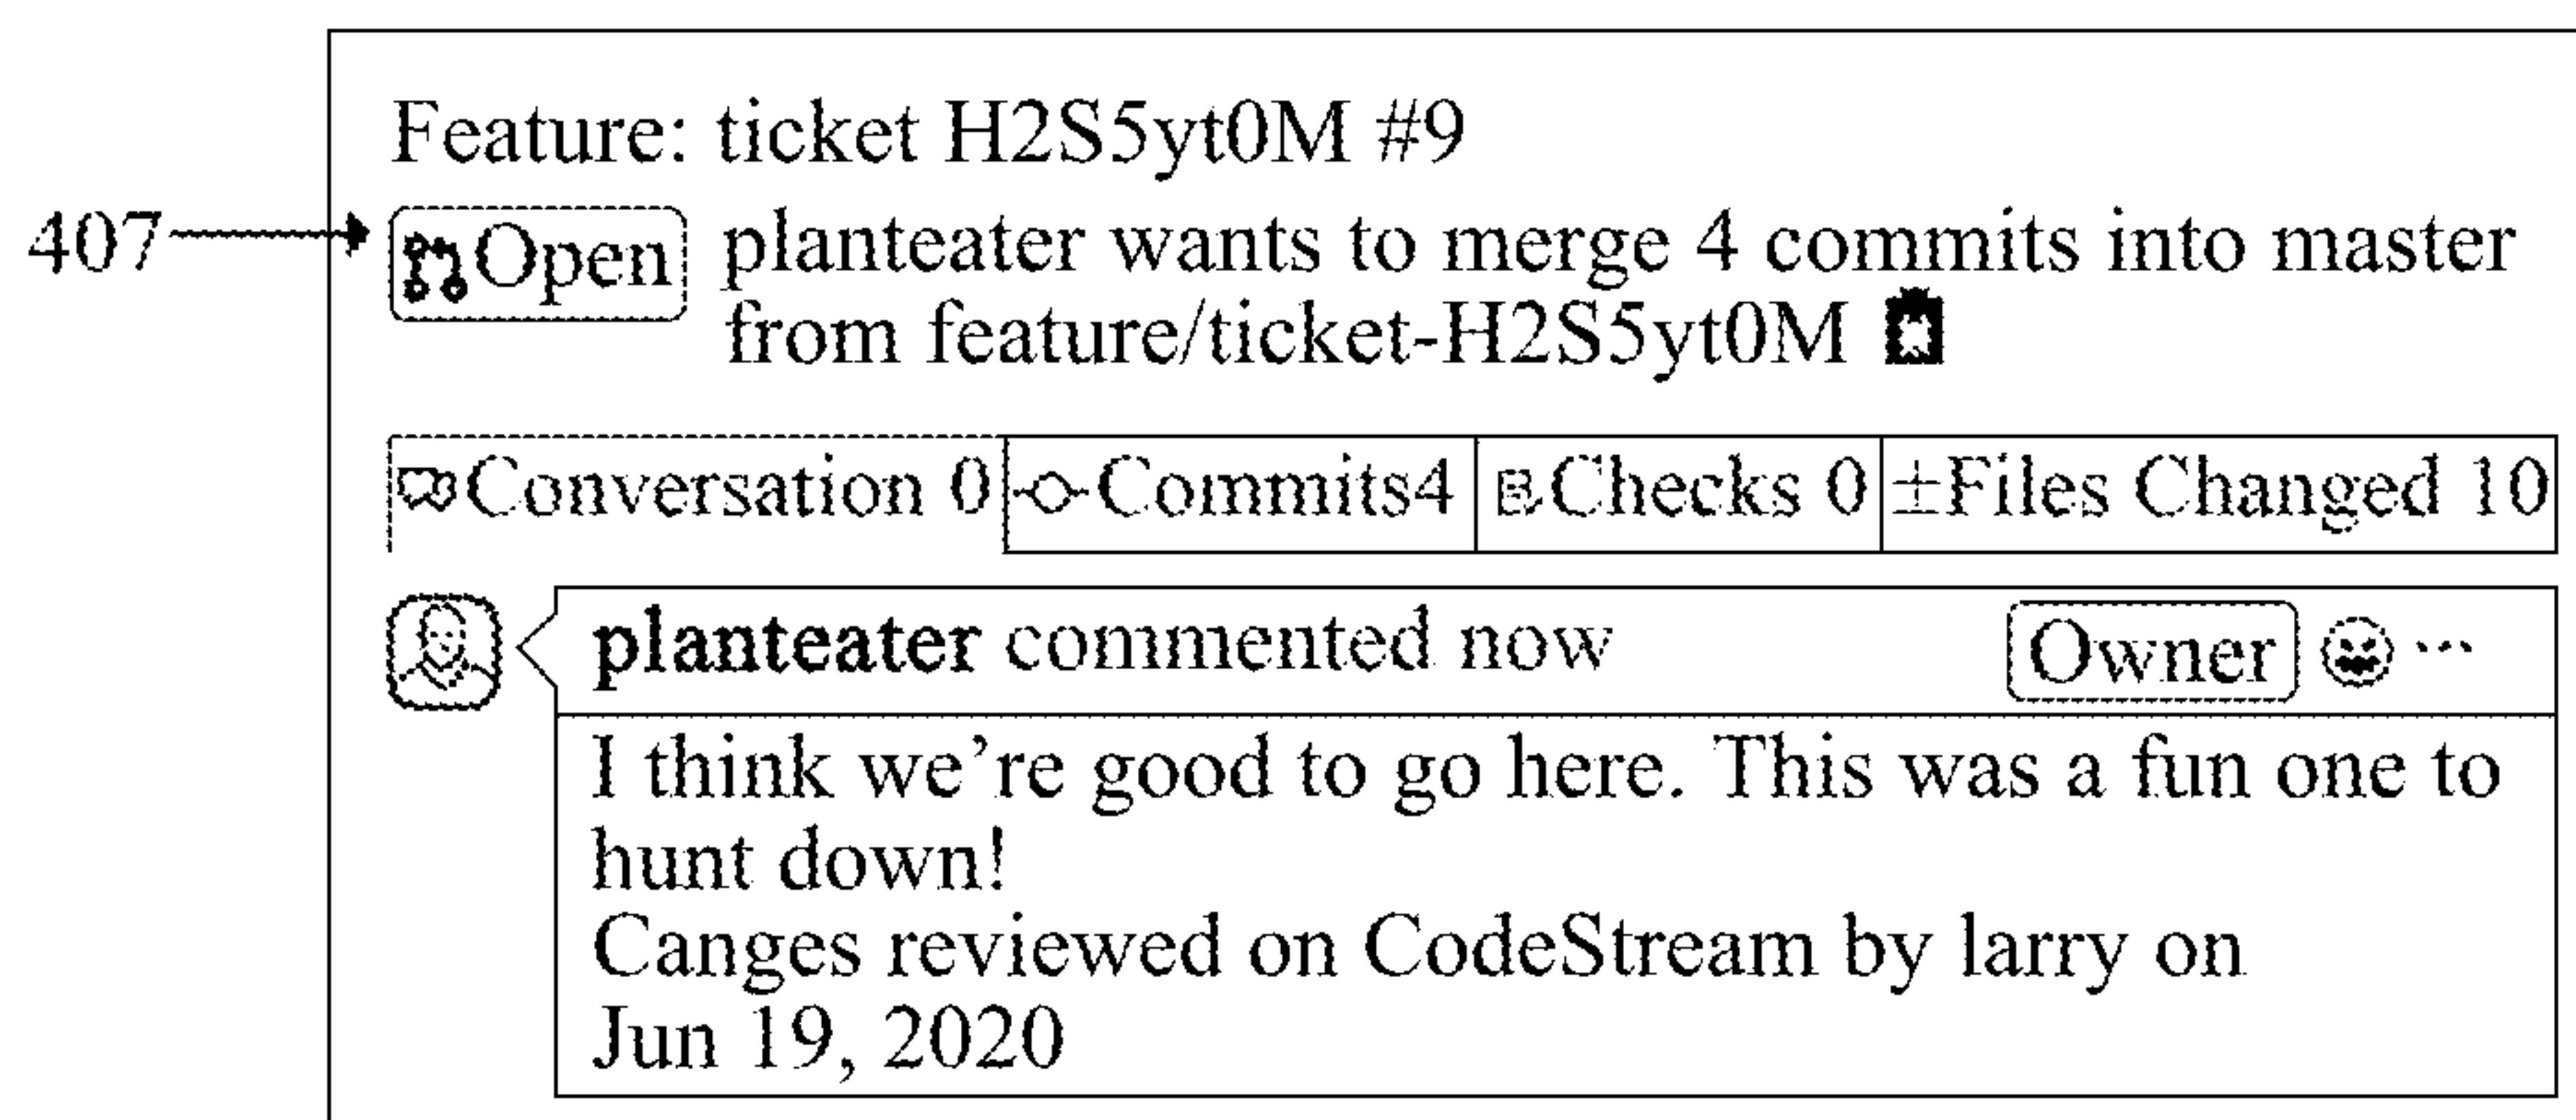 Feature: ticket H2S5yt0M #9
407
Open
planteater wants to merge 4 commits into master
from feature/ticket-H2S5yt0M
Conversation 0 Commits4 Checks 0 ±Files Changed 10
planteater commented now Owner ...
I think we're good to go here. This was a fun one to
hunt down!
Canges reviewed on CodeStream by larry on
Jun 19, 2020